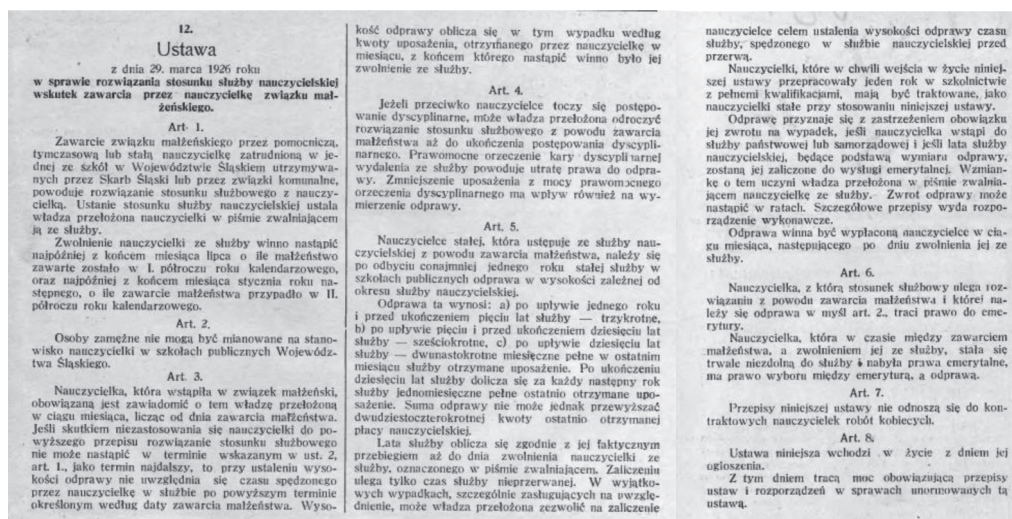 12.
Ustawa
z dnia 29. marca 1926 roku
w sprawie rozwiązania stosunku służby nauczycielskiej
wskutek zawarcia przez nauczycielkę związku mał-
żeńskiego.
Art. 1.
Zawarcie związku małżeńskiego przez pomocniczą,
tymczasową lub stałą nauczycielkę zatrudnioną w je-
dnej ze szkół w Województwie Śląskiem utrzymywa-
nych przez Skarb Śląski lub przez związki komunalne,
powoduje rozwiązanie stosunku służbowego z nauczy-
cielką. Ustanie stosunku służby nauczycielskiej ustala
władza przełożona nauczycielki w piśmie zwalniającem
ją ze służby.
Zwolnienie nauczycielki ze służby winno nastąpić
najpóźniej z końcem miesiąca lipca o ile małżeństwo
zawarte zostało w I. półroczu roku kalendarzowego,
oraz najpóźniej z końcem miesiąca stycznia roku na-
stępnego, o ile zawarcie małżeństwa przypadło w II.
półroczu roku kalendarzowego.
Art. 2.
Osoby zamężne nie mogą być mianowane na stano-
wisko nauczycielki w szkołach publicznych Wojewódz-
twa Śląskiego.
Art. 3.
Nauczycielka, która wstąpiła w związek małżeński,
obowiązaną jest zawiadomić o tem władzę przełożoną
w ciągu miesiąca, licząc od dnia zawarcia małżeństwa.
Jeśli skutkiem niezastosowania się nauczycielki do po-
wyższego przepisu rozwiązanie stosunku służbowego
nie może nastąpić w terminie wskazanym w ust. 2,
art. 1., jako termin najdalszy, to przy ustaleniu wyso-
kości odprawy nie uwzględnia się czasu spędzonego
przez nauczycielkę w służbie po powyższym terminie
określonym według daty zawarcia małżeństwa. Wyso-
kość odprawy oblicza się w tym wypadku według
kwoty uposażenia, otrzymanego przez nauczycielkę w
miesiącu, z końcem którego nastąpić winno było jej
zwolnienie ze służby.
Art. 4.
Jeżeli przeciwko nauczycielce toczy się postępo-
wanie dyscyplinarne, może władza przełożona odroczyć
rozwiązanie stosunku służbowego z powodu zawarcia
małżeństwa aż do ukończenia postępowania dyscypli-
narnego. Prawomocne orzeczenie kary dyscyplinarnej
wydalenia ze służby powoduje utratę prawa do odpra-
wy. Zmniejszenie uposażenia z mocy prawomocnego
orzeczenia dyscyplinarnego ma wpływ również na wy-
mierzenie odprawy.
Art. 5.
Nauczycielce stałej, która ustępuje ze służby nau-
czycielskiej z powodu zawarcia małżeństwa, należy się
po odbyciu conajmniej jednego roku stałej służby w
szkołach publicznych odprawa w wysokości zależnej od
okresu służby nauczycielskiej.
Odprawa ta wynosi: a) po upływie jednego roku
i przed ukończeniem pięciu lat służby — trzykrotne,
b) po upływie pięciu i przed ukończeniem dziesięciu lat
służby — sześciokrotne, c) po upływie dziesięciu lat
służby — dwunastokrotne miesięczne pełne w ostatnim
miesiącu służby otrzymane uposażenie. Po ukończeniu
dziesięciu lat służby dolicza się za każdy następny rok
służby jednomiesięczne pełne ostatnio otrzymane upo-
sażenie. Suma odprawy nie może jednak przewyższać
dwudziestoczterokrotnej kwoty ostatnio otrzymanej
płacy nauczycielskiej.
Lata służby oblicza się zgodnie z jej faktycznym
przebiegiem aż do dnia zwolnienia nauczycielki ze
służby, oznaczonego w piśmie zwalniającem. Zaliczeniu
ulega tylko czas służby nieprzerwanej. W wyjątko-
wych wypadkach, szczególnie zasługujących na uwzglę-
dnienie, może władza przełożona zezwolić na zaliczenie
nauczycielce celem ustalenia wysokości odprawy czasu
służby, spędzonego w służbie nauczycielskiej przed
przerwą.
Nauczycielki, które w chwili wejścia w życie niniej-
szej ustawy przepracowały jeden rok w szkolnictwie
z pełnemi kwalifikacjami, mają być traktowane, jako
nauczycielki stałe przy stosowaniu niniejszej ustawy.
Odprawę przyznaje się z zastrzeżeniem obowiązku
jej zwrotu na wypadek, jeśli nauczycielka wstąpi do
służby państwowej lub samorządowej i jeśli lata służby
nauczycielskiej, będące podstawą wymiaru odprawy,
zostaną jej zaliczone do wysługi emerytalnej. Wzmian-
kę o tem uczyni władza przełożona w piśmie zwalnia-
jącem nauczycielkę ze służby. Zwrot odprawy może
nastąpić w ratach. Szczegółowe przepisy wyda rozpo-
rządzenie wykonawcze.
Odprawa winna być wypłaconą nauczycielce w cią-
gu miesiąca, następującego po dniu zwolnienia jej ze
służby.
Art. 6.
Nauczycielka, z którą stosunek służbowy ulega roz-
wiązaniu z powodu zawarcia małżeństwa i której na-
leży się odprawa w myśl art. 2., traci prawo do eme-
rytury.
Nauczycielka, która w czasie między zawarciem
małżeństwa, a zwolnieniem jej ze służby, stała się
trwale niezdolną do służby i nabyła prawa emerytalne,
ma prawo wyboru między emeryturą, a odprawą.
Art. 7.
Przepisy niniejszej ustawy nie odnoszą się do kon-
traktowych nauczycielek robót kobiecych.
Art. 8.
Ustawa niniejsza wchodzi w życie z dniem jej
ogłoszenia.
Z tym dniem tracą moc obowiązującą przepisy
ustaw i rozporządzeń w sprawach unormowanych tą
ustawą.